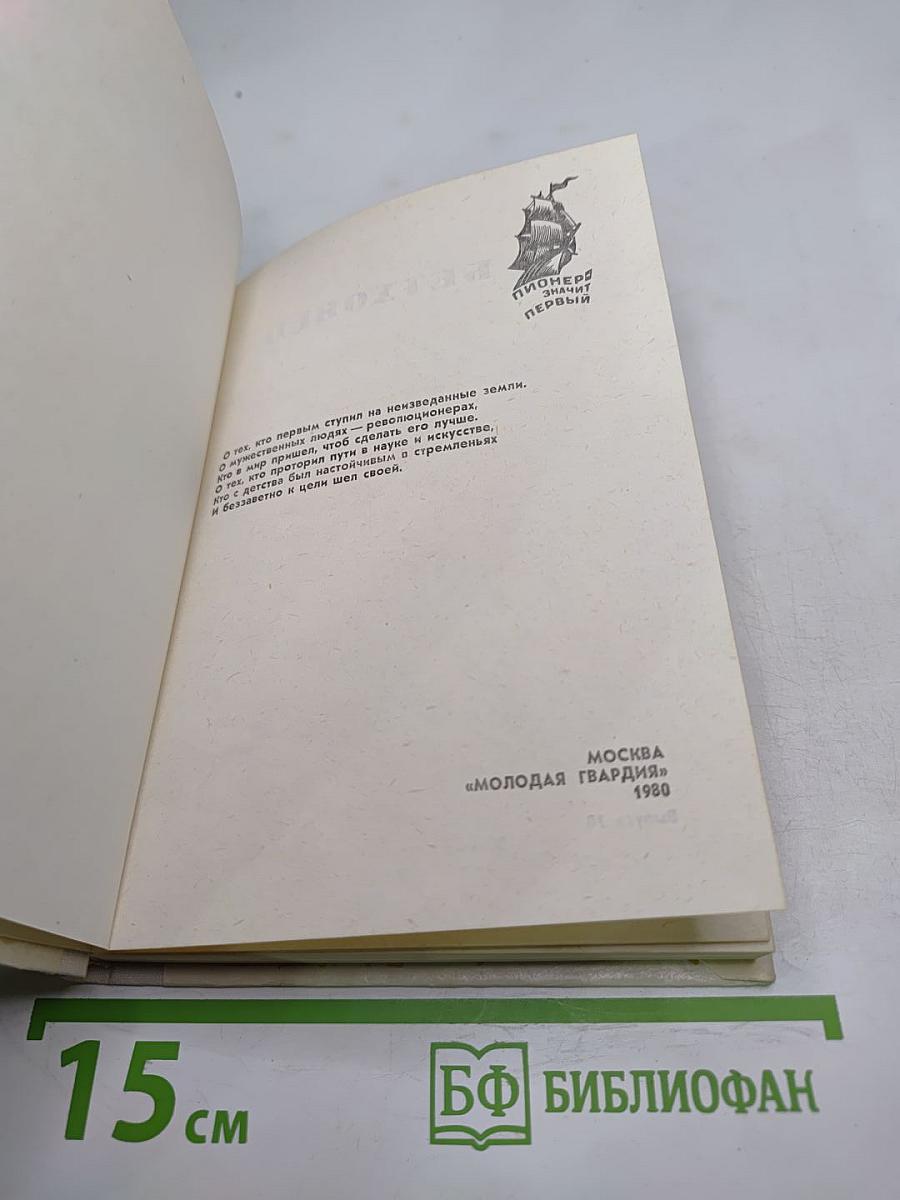 ПИОНЕР
ЗНАЧИТ
ПЕРВЫЙ
О тех, кто первым ступил на неизведанные земли.
О мужественных людях — революционерах,
Кто в мир пришел, чтоб сделать его лучше.
О тех, кто проторил пути в науке и искусстве,
Кто с детства был настойчивым в стремленьях
И беззаветно к цели шел своей.
МОСКВА
«МОЛОДАЯ ГВАРДИЯ»
1980
15 см
БФ БИБЛИОФАН